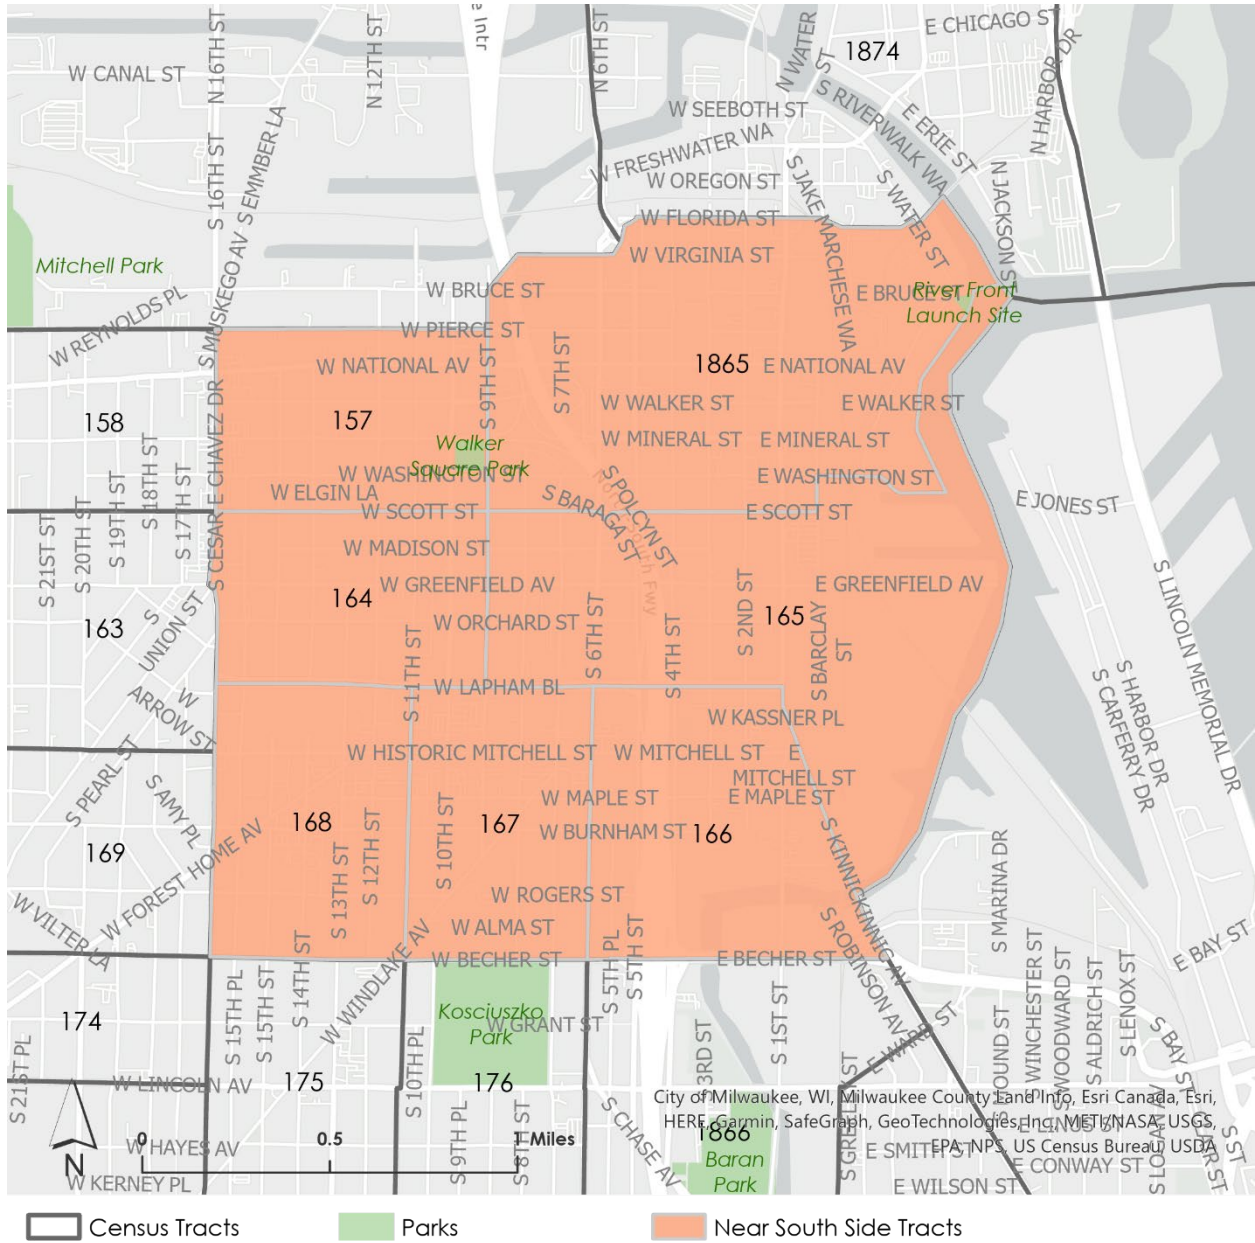 E CHICAGO ST
1874
N WATER ST
N 16TH ST
N 12TH ST
e Intr
N 6TH ST
N HARBOR DR
W CANAL ST
W SEEBOTH ST
S RIVERWALK WA
E ERIE ST
W FRESHWATER WA
S 16TH ST
S EMMBER LA
W OREGON ST
S JAKE MARCHESE WA
S WATER ST
N JACKSON ST
W FLORIDA ST
S MUSKEGO AV
W VIRGINIA ST
Mitchell Park
W REYNOLDS PL
W BRUCE ST
E BRUCE ST
River Front
Launch Site
W PIERCE ST
W NATIONAL AV
S 9TH ST
S 7TH ST
1865
E NATIONAL AV
158
157
W WALKER ST
E WALKER ST
S CESAR E CHAVEZ DR
Walker
Square Park
W MINERAL ST
E MINERAL ST
W WASHINGTON ST
E WASHINGTON ST
W ELGIN LA
W SCOTT ST
S BARAGA ST
S POLCYN ST
North South Fwy
E SCOTT ST
E JONES ST
S 21ST ST
S 20TH ST
S 19TH ST
S 18TH ST
S 17TH ST
W MADISON ST
W GREENFIELD AV
E GREENFIELD AV
164
163
165
S UNION ST
W ORCHARD ST
S 6TH ST
S 4TH ST
S 2ND ST
S BARCLAY ST
S LINCOLN MEMORIAL DR
W ARROW ST
S 11TH ST
W LAPHAM BL
W KASSNER PL
S HARBOR DR
S CARFERRY DR
W HISTORIC MITCHELL ST
W MITCHELL ST
E MITCHELL ST
S PEARL ST
S AMY PL
W MAPLE ST
E MAPLE ST
168
167
W BURNHAM ST
166
169
S 13TH ST
S 12TH ST
S 10TH ST
S KINNICKINNIC AV
W FOREST HOME AV
W ROGERS ST
S MARINA DR
W VILTER LA
W ALMA ST
S ROBINSON AV
E BAY ST
W BECHER ST
E BECHER ST
S 15TH PL
S 15TH ST
S 14TH ST
W WINDLAKE AV
S 5TH PL
S 5TH ST
S 1ST ST
S WINCHESTER ST
S WOODWARD ST
S ALDRICH ST
S LENOX ST
S BAY ST
174
Kosciuszko
Park
W GRANT ST
E WARD ST
S 21ST PL
S 10TH PL
S 3RD ST
S OUND ST
W LINCOLN AV
175
176
S 9TH PL
S 8TH ST
S CHASE AV
City of Milwaukee, WI, Milwaukee County Land Info, Esri Canada, Esri,
HERE, Garmin, SafeGraph, GeoTechnologies, Inc, METI/NASA, USGS,
EPA, NPS, US Census Bureau, USDA
1866
Baran
Park
E SMITH ST
E CONWAY ST
W HAYES AV
W KERNEY PL
E WILSON ST
N
0 0.5 1 Miles
Census Tracts
Parks
Near South Side Tracts